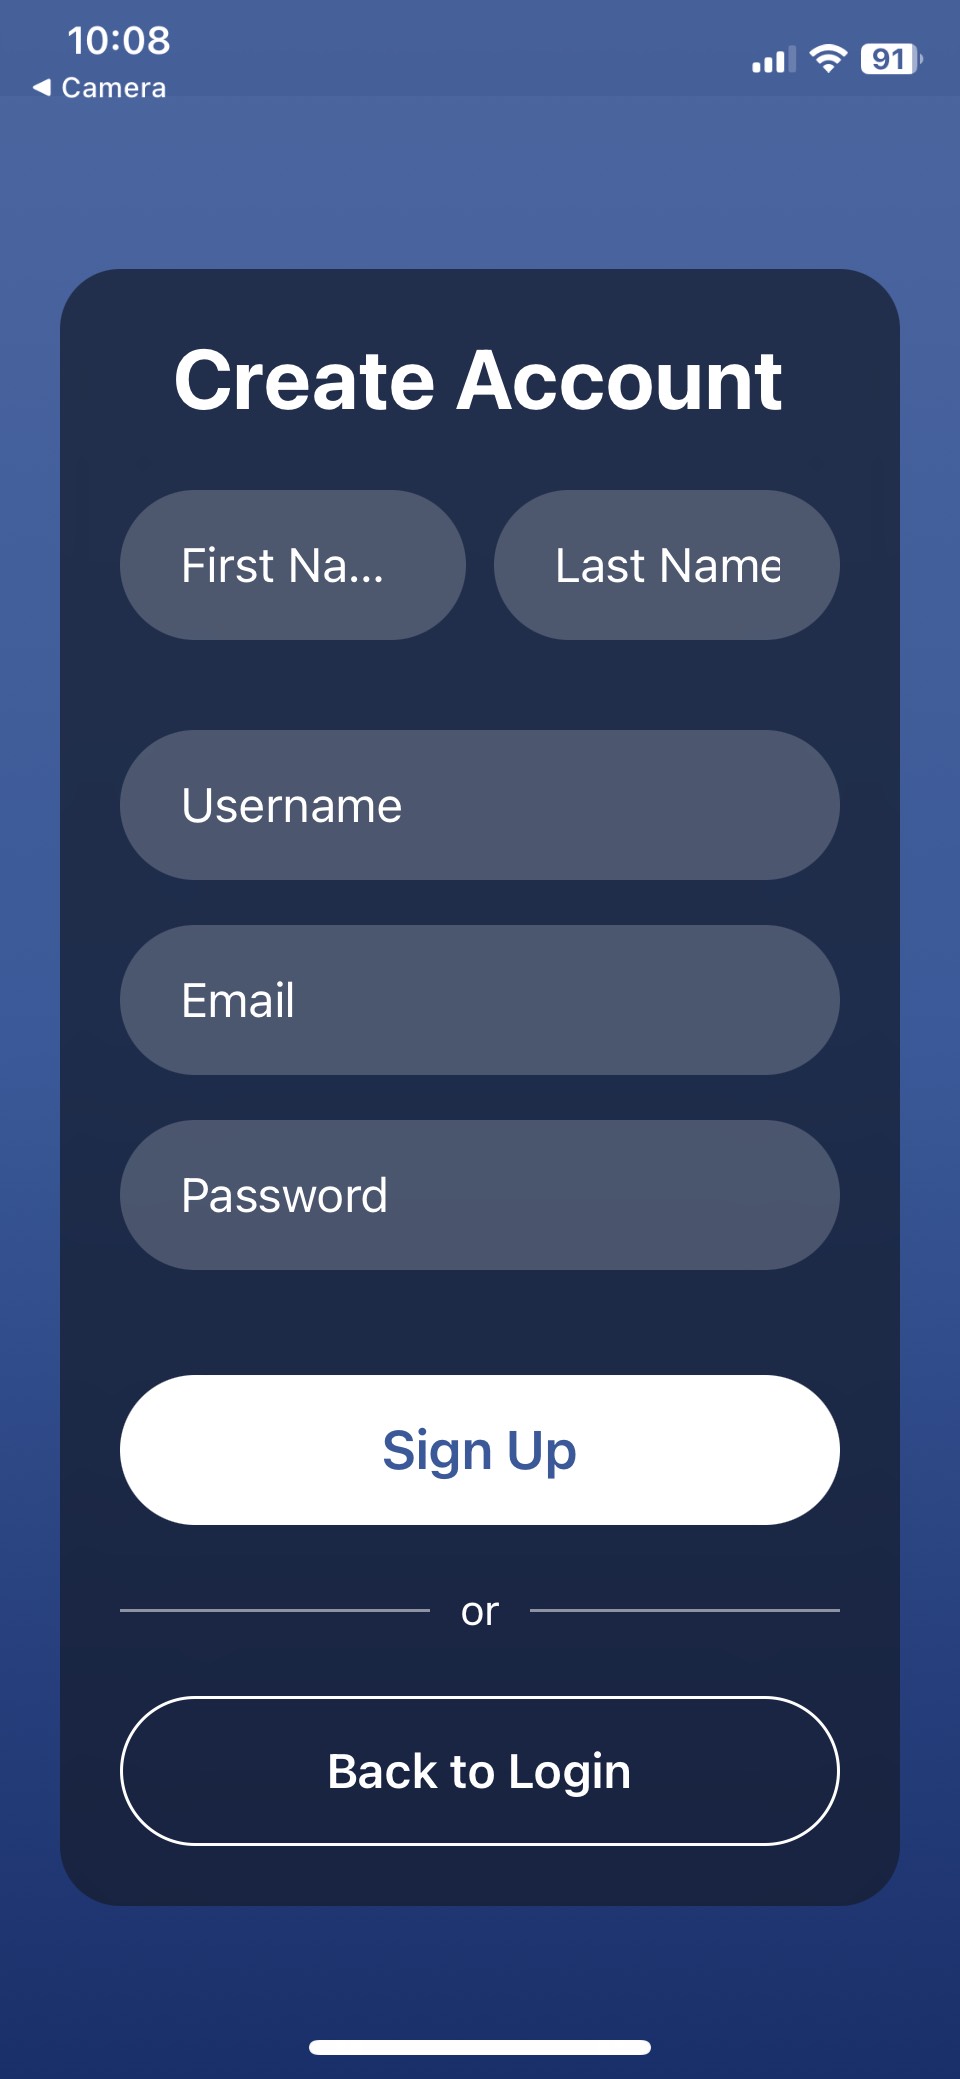 10:08
91
◀ Camera
Create Account
First Na...
Last Name
Username
Email
Password
Sign Up
or
Back to Login